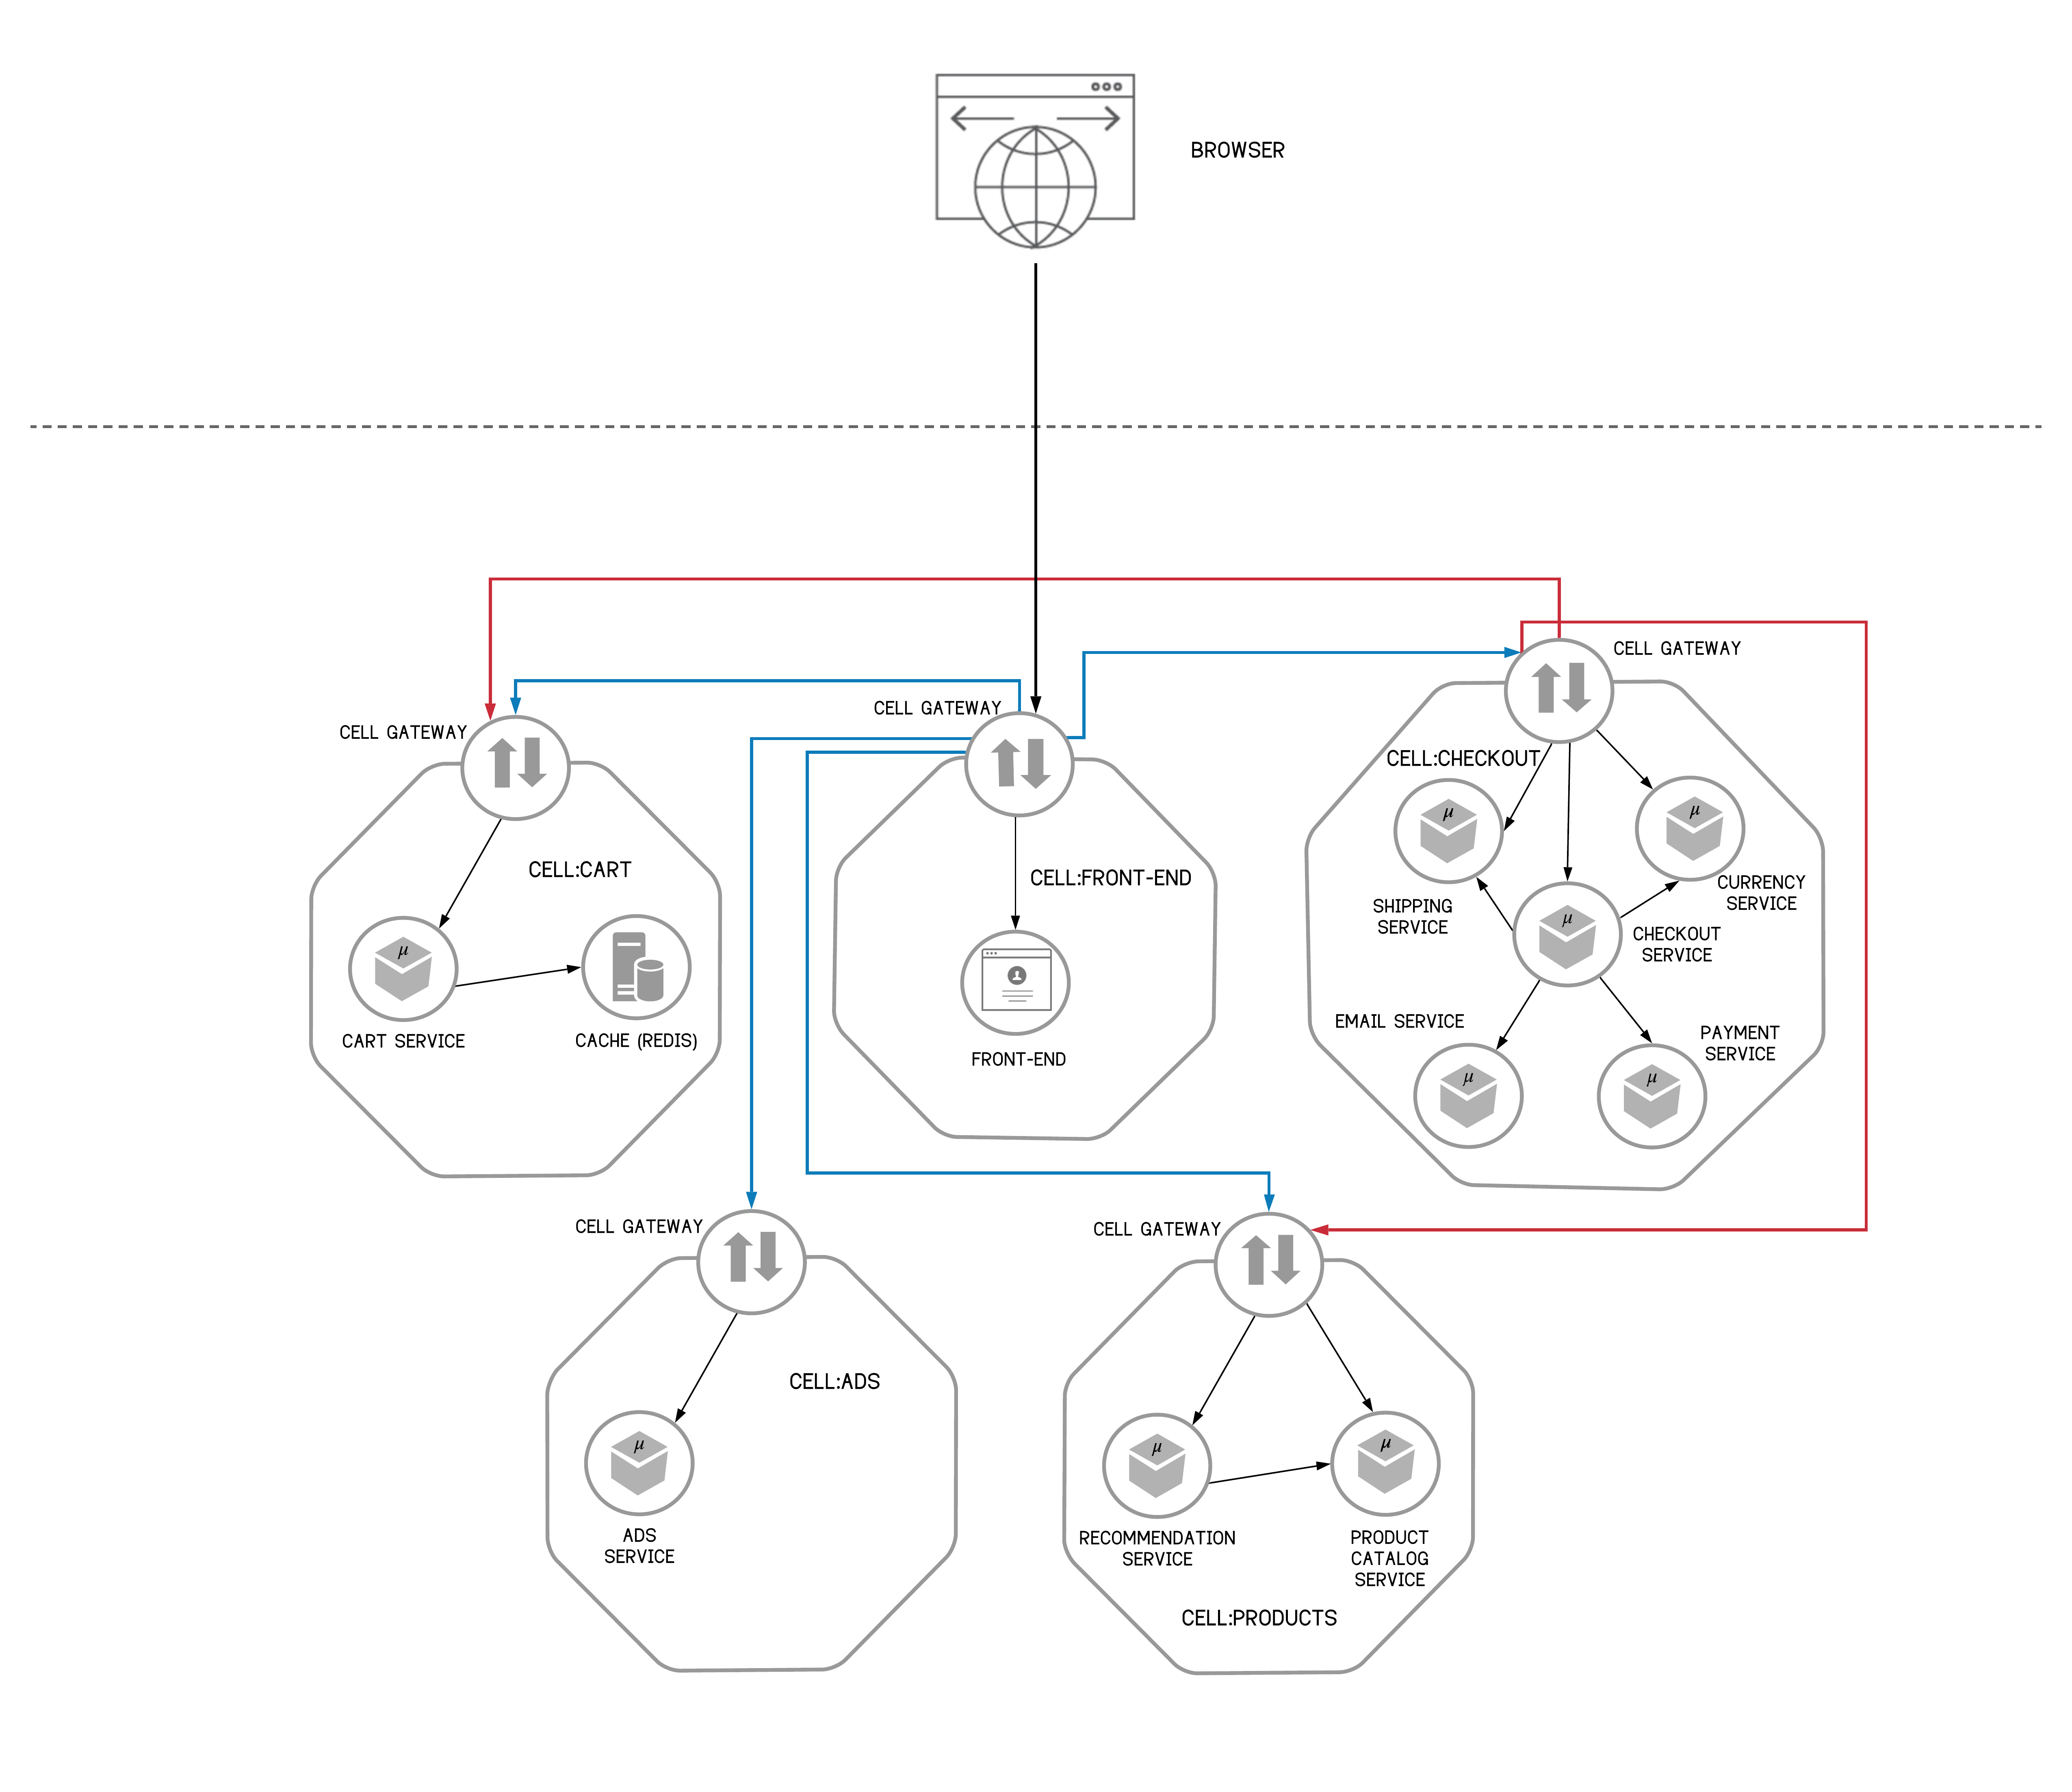 BROWSER
CELL GATEWAY
CELL GATEWAY
CELL GATEWAY
CELL:CHECKOUT
μ
μ
CELL:CART
CELL:FRONT-END
CURRENCY
SERVICE
SHIPPING
SERVICE
μ
CHECKOUT
SERVICE
μ
EMAIL SERVICE
PAYMENT
SERVICE
CART SERVICE
CACHE (REDIS)
FRONT-END
μ
μ
CELL GATEWAY
CELL GATEWAY
CELL:ADS
μ
μ
μ
ADS
SERVICE
RECOMMENDATION
SERVICE
PRODUCT
CATALOG
SERVICE
CELL:PRODUCTS